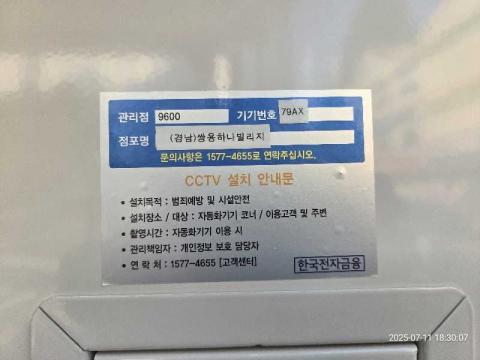 관리점 9600 기기번호 79AX
점포명 (경남)쌍용하나빌리지
문의사항은 1577-4655로 연락주십시오.
CCTV 설치 안내문
• 설치목적 : 범죄예방 및 시설안전
• 설치장소 / 대상 : 자동화기기 코너 / 이용고객 및 주변
• 촬영시간 : 자동화기기 이용 시
• 관리책임자 : 개인정보 보호 담당자
• 연 락 처 : 1577-4655 [고객센터]
한국전자금융
2025-07-11 18:30:07